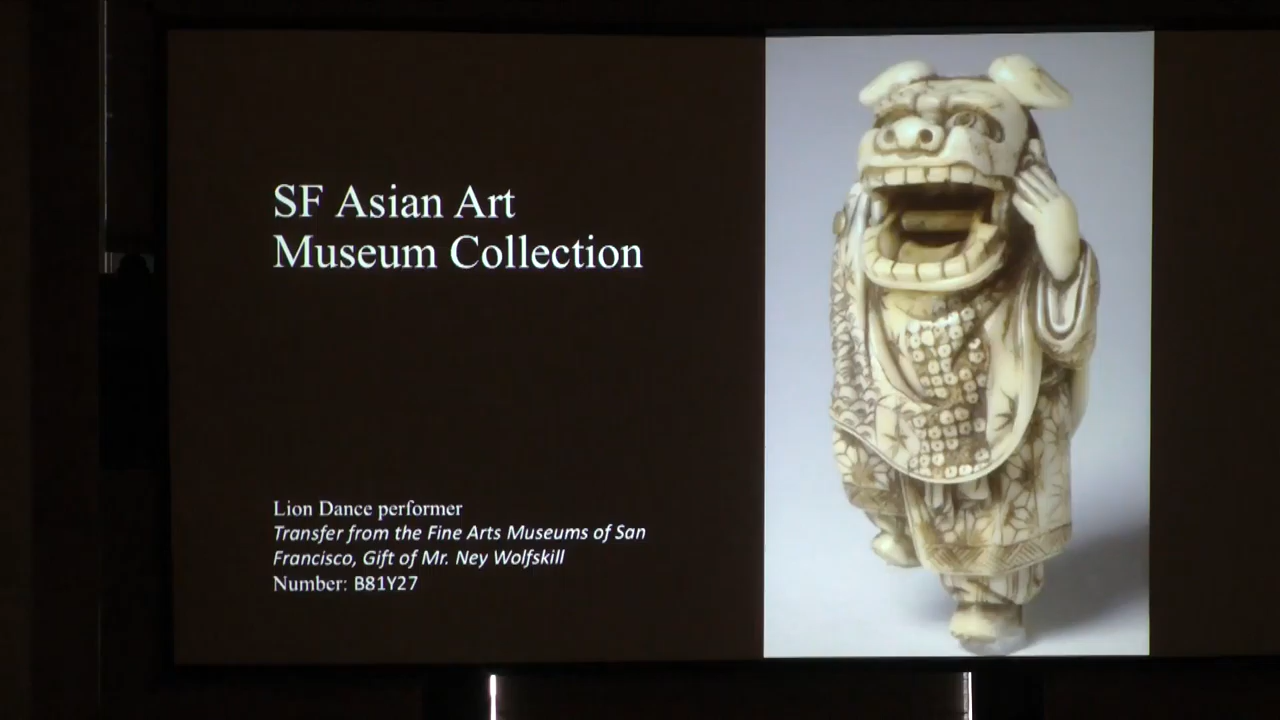 SF Asian Art
Museum Collection
Lion Dance performer
Transfer from the Fine Arts Museums of San
Francisco, Gift of Mr. Ney Wolfskill
Number: B81Y27